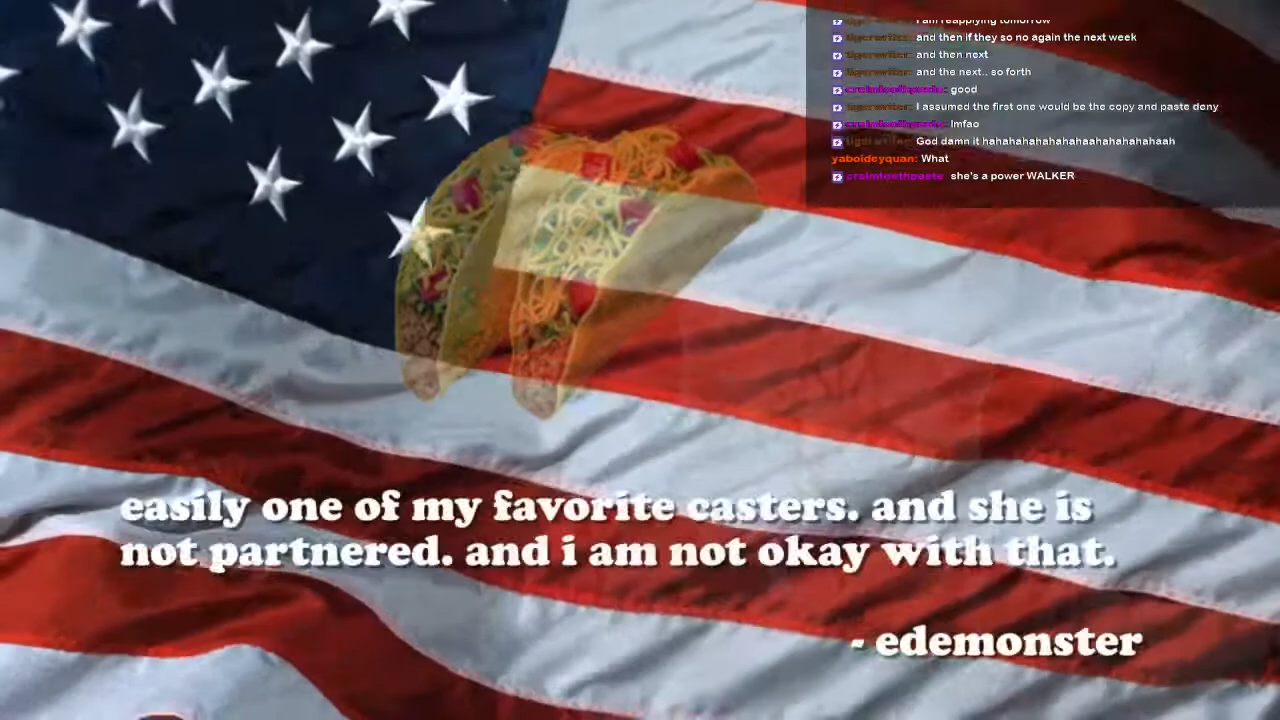 I am reapplying tomorrow
and then if they so no again the next week
and then next
and the next.. so forth
good
I assumed the first one would be the copy and paste deny
lmfao
God damn it hahahahahahahahaahahahahahaah
yaboideyquan: What
she's a power WALKER
easily one of my favorite casters. and she is
not partnered. and i am not okay with that.
- edemonster